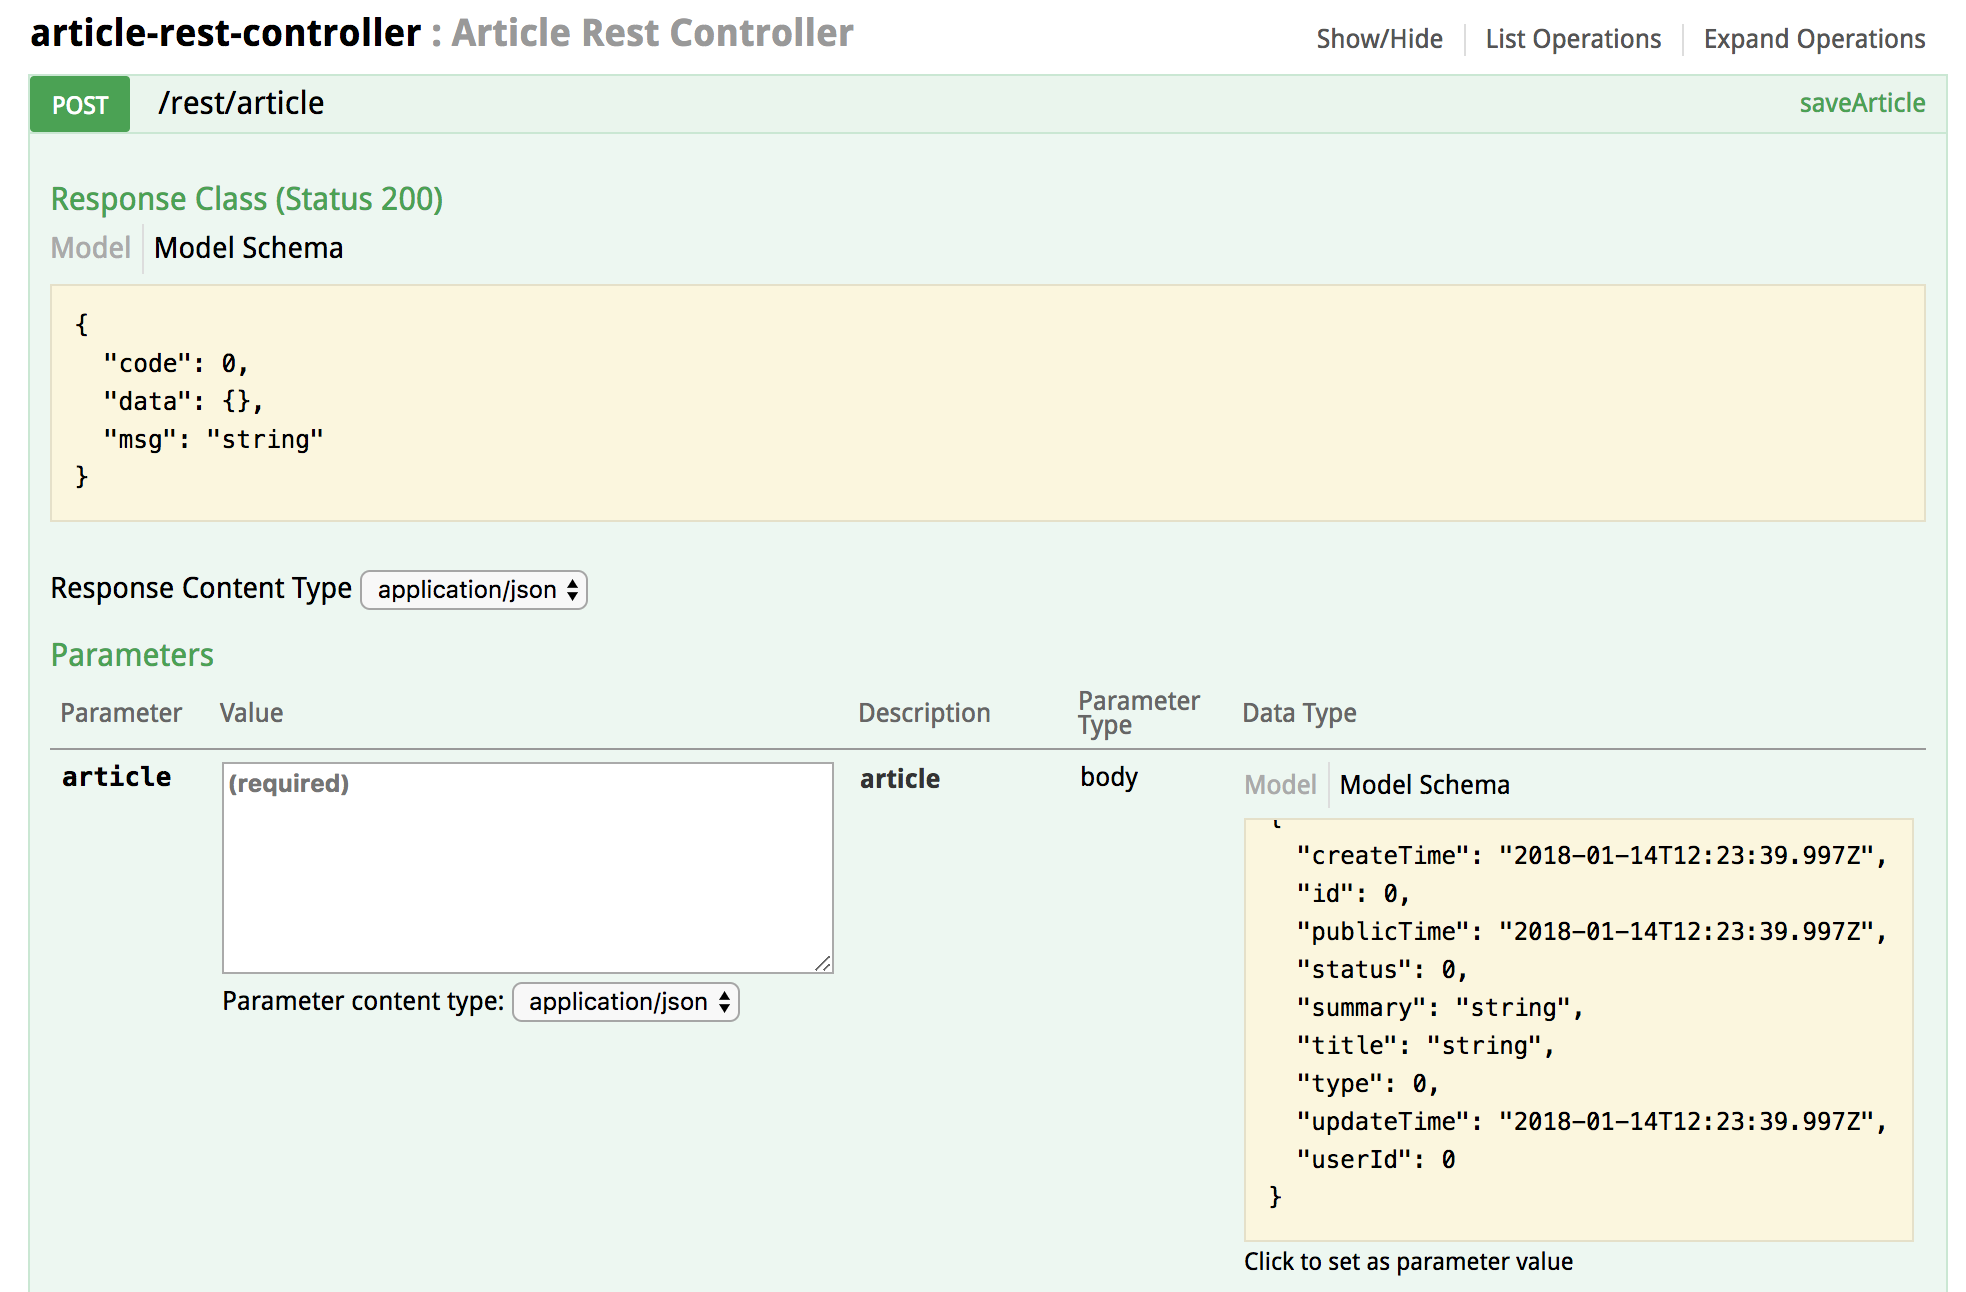 article-rest-controller : Article Rest Controller
Show/Hide
List Operations
Expand Operations
POST
/rest/article
saveArticle
Response Class (Status 200)
Model
Model Schema
{
"code": 0,
"data": {},
"msg": "string"
}
Response Content Type
application/json
Parameters
Parameter
Value
Description
Parameter
Type
Data Type
article
(required)
article
body
Model
Model Schema
{
"createTime": "2018-01-14T12:23:39.997Z",
"id": 0,
"publicTime": "2018-01-14T12:23:39.997Z",
"status": 0,
"summary": "string",
"title": "string",
"type": 0,
"updateTime": "2018-01-14T12:23:39.997Z",
"userId": 0
}
Parameter content type:
application/json
Click to set as parameter value